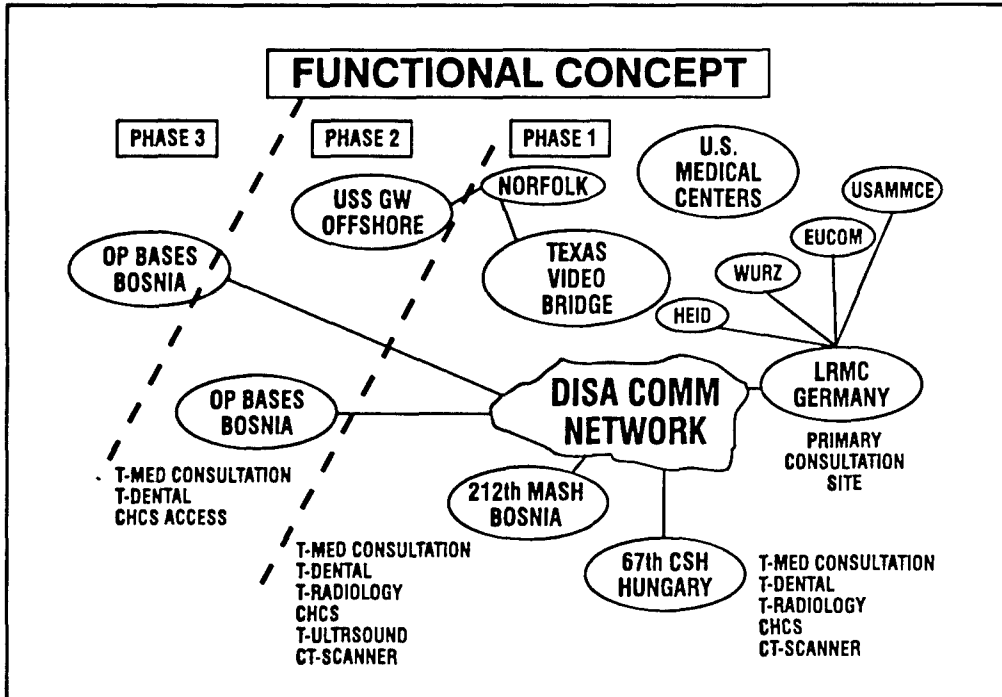 FUNCTIONAL CONCEPT
PHASE 3
PHASE 2
PHASE 1
U.S.
MEDICAL
CENTERS
USS GW
OFFSHORE
NORFOLK
USAMMCE
EUCOM
WURZ
HEID
OP BASES
BOSNIA
TEXAS
VIDEO
BRIDGE
LRMC
GERMANY
PRIMARY
CONSULTATION
SITE
DISA COMM
NETWORK
OP BASES
BOSNIA
T-MED CONSULTATION
T-DENTAL
CHCS ACCESS
212th MASH
BOSNIA
T-MED CONSULTATION
T-DENTAL
T-RADIOLOGY
CHCS
T-ULTRSOUND
CT-SCANNER
67th CSH
HUNGARY
T-MED CONSULTATION
T-DENTAL
T-RADIOLOGY
CHCS
CT-SCANNER